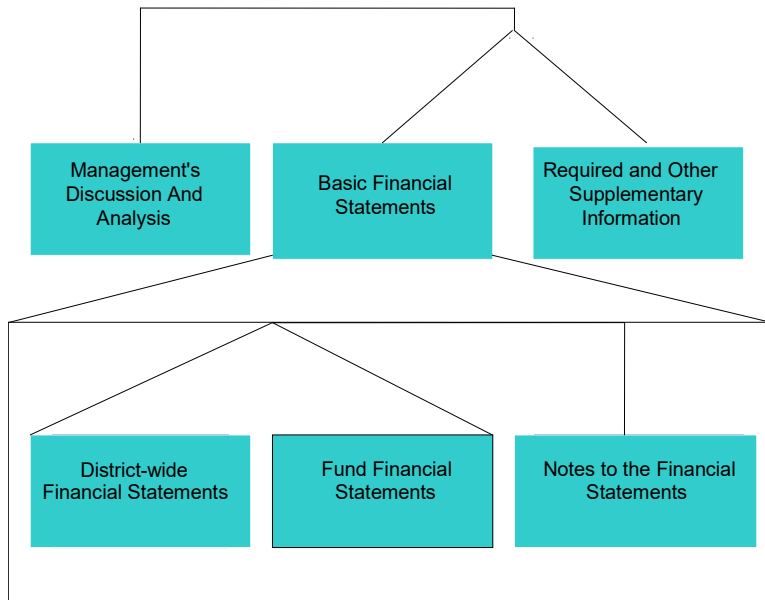 Management's
Discussion And
Analysis
Basic Financial
Statements
Required and Other
Supplementary
Information
District-wide
Financial Statements
Fund Financial
Statements
Notes to the Financial
Statements